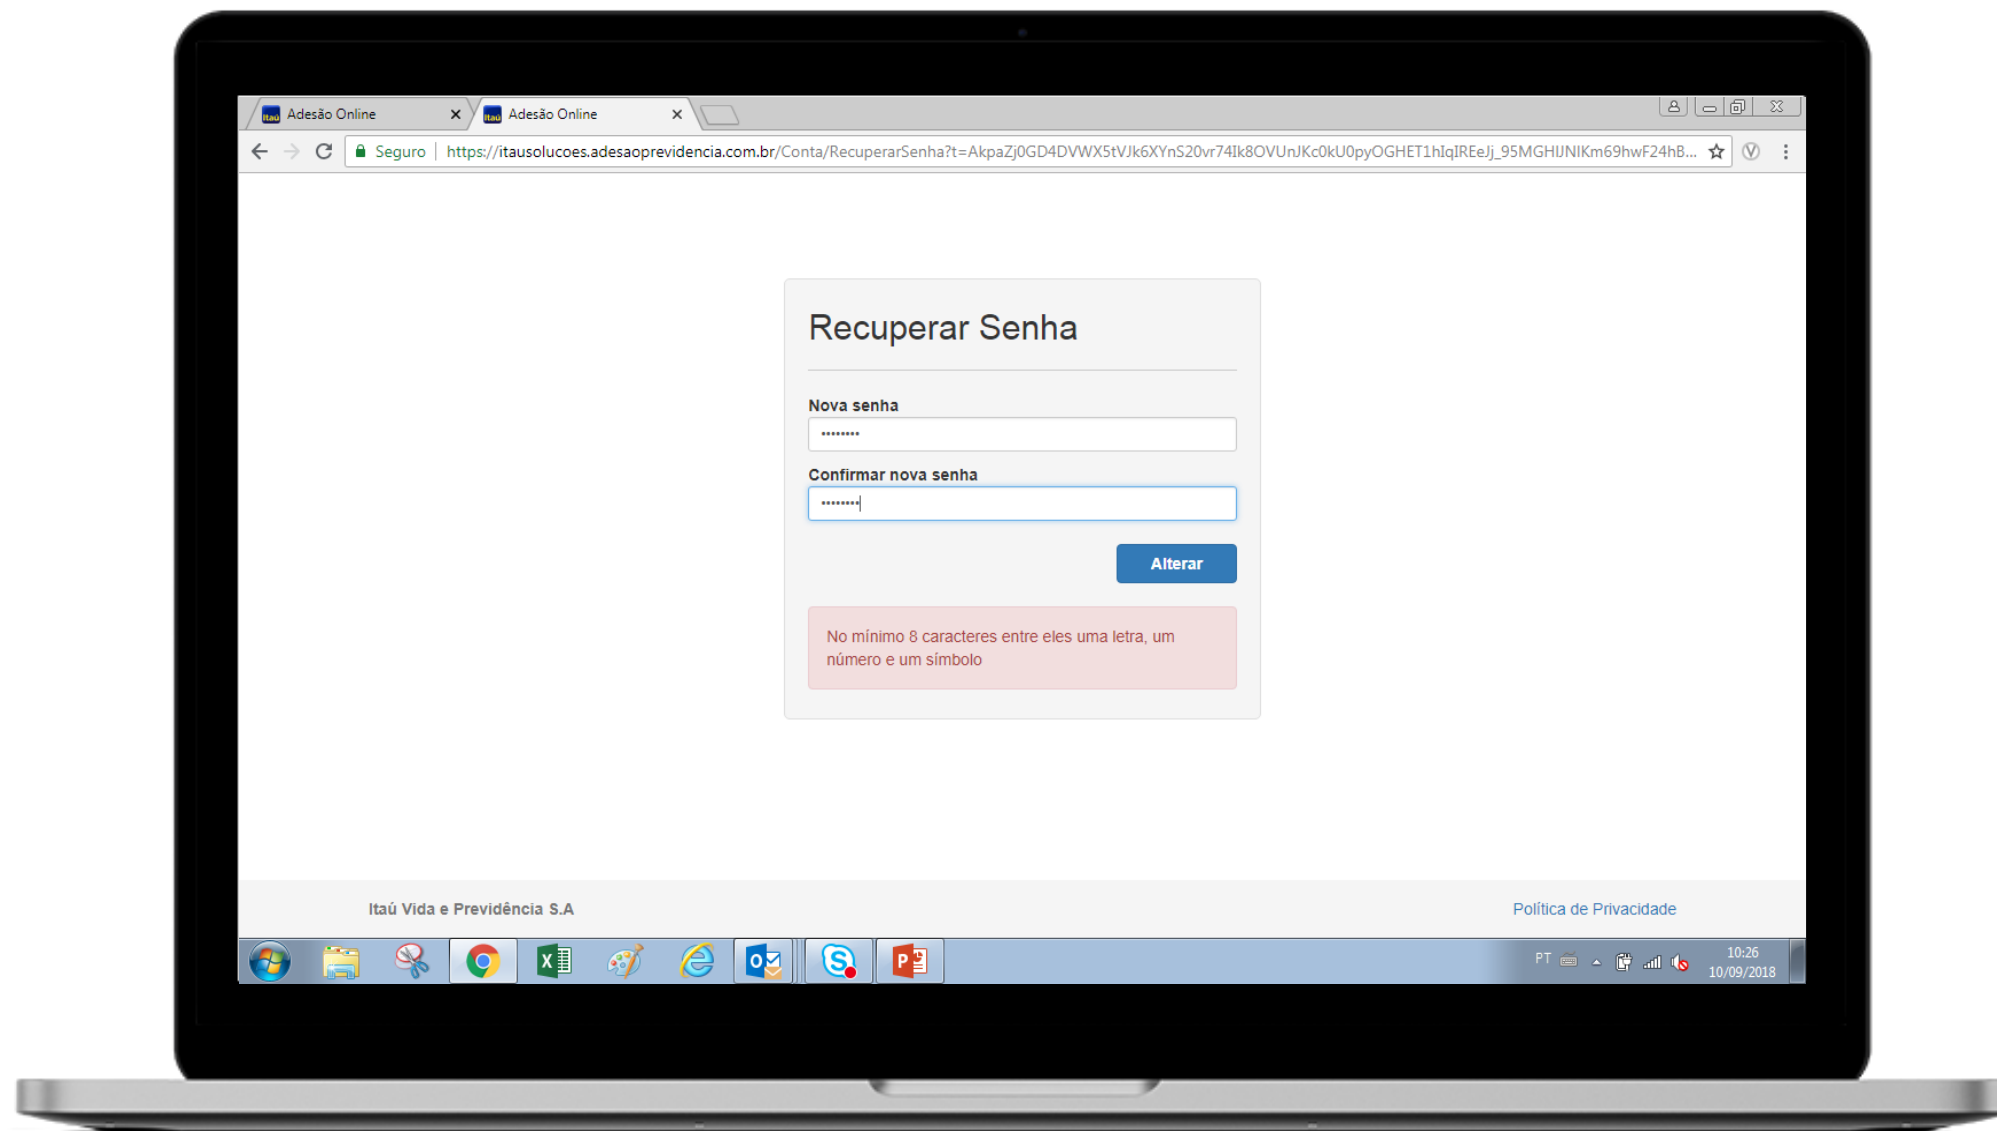 Adesão Online
Adesão Online
Seguro
https://itausolucoes.adesaoprevidencia.com.br/Conta/RecuperarSenha?t=AkpaZj0GD4DVWX5tVJk6XYnS20vr74Ik8OVUnJKc0kU0pyOGHET1hIqIREeJj_95MGHIJNIKm69hwF24hB...
Recuperar Senha
Nova senha
••••••••
Confirmar nova senha
••••••••
Alterar
No mínimo 8 caracteres entre eles uma letra, um
número e um símbolo
Itaú Vida e Previdência S.A
Política de Privacidade
PT
10:26
10/09/2018